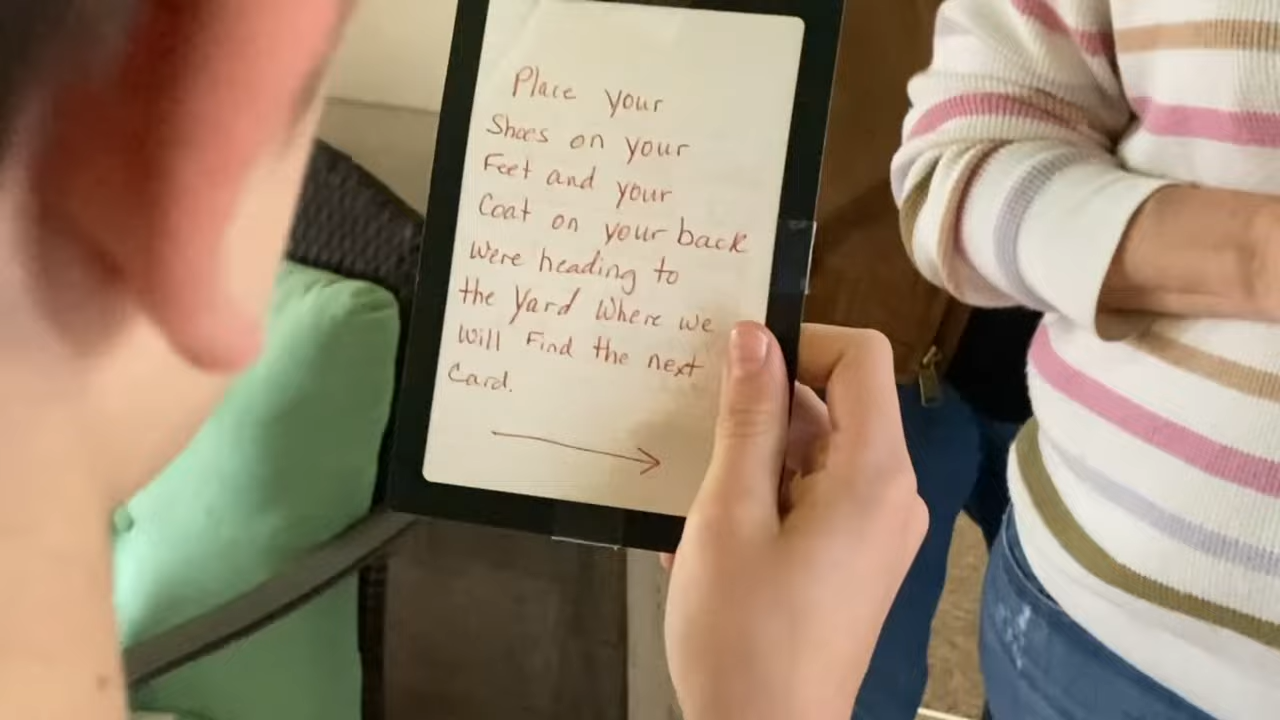 Place your
Shoes on your
Feet and your
Coat on your back
were heading to
the Yard Where we
will Find the next
Card.